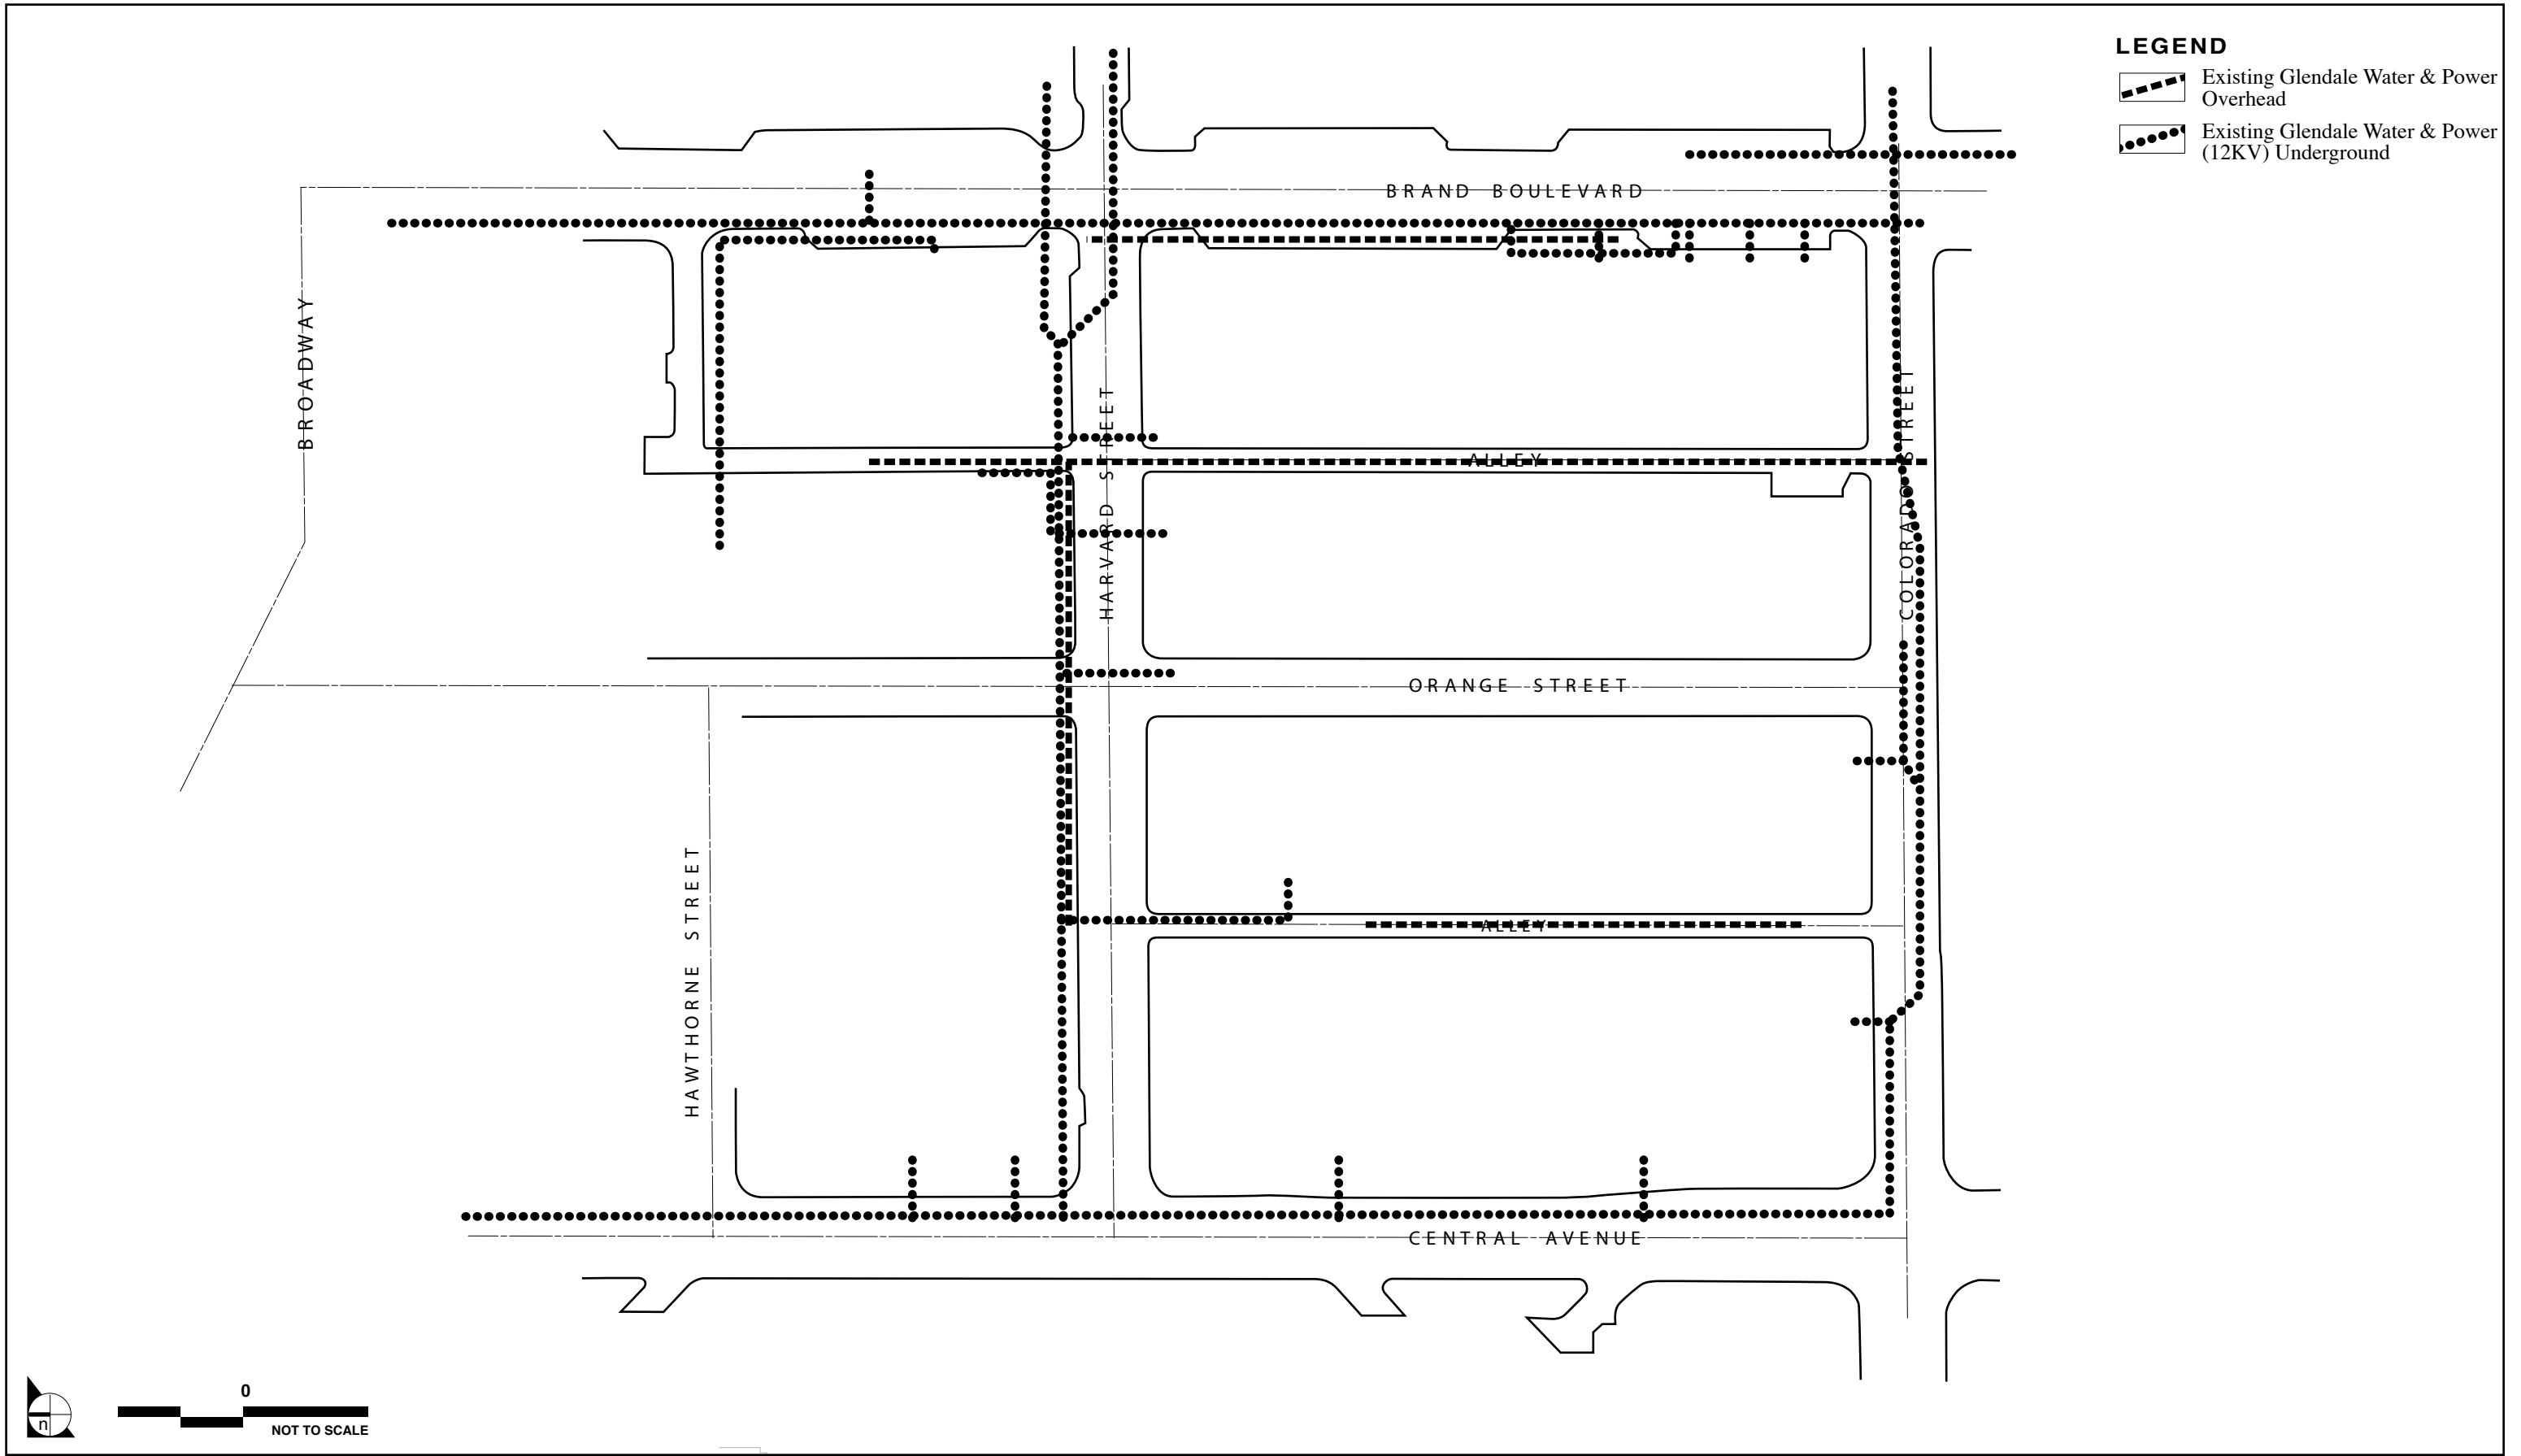 LEGEND
Existing Glendale Water & Power
Overhead
Existing Glendale Water & Power
(12KV) Underground
BRAND BOULEVARD
BROADWAY
HARVARD STREET
COLORADO STREET
ALLEY
ORANGE STREET
HAWTHORNE STREET
ALLEY
CENTRAL AVENUE
n
0
NOT TO SCALE